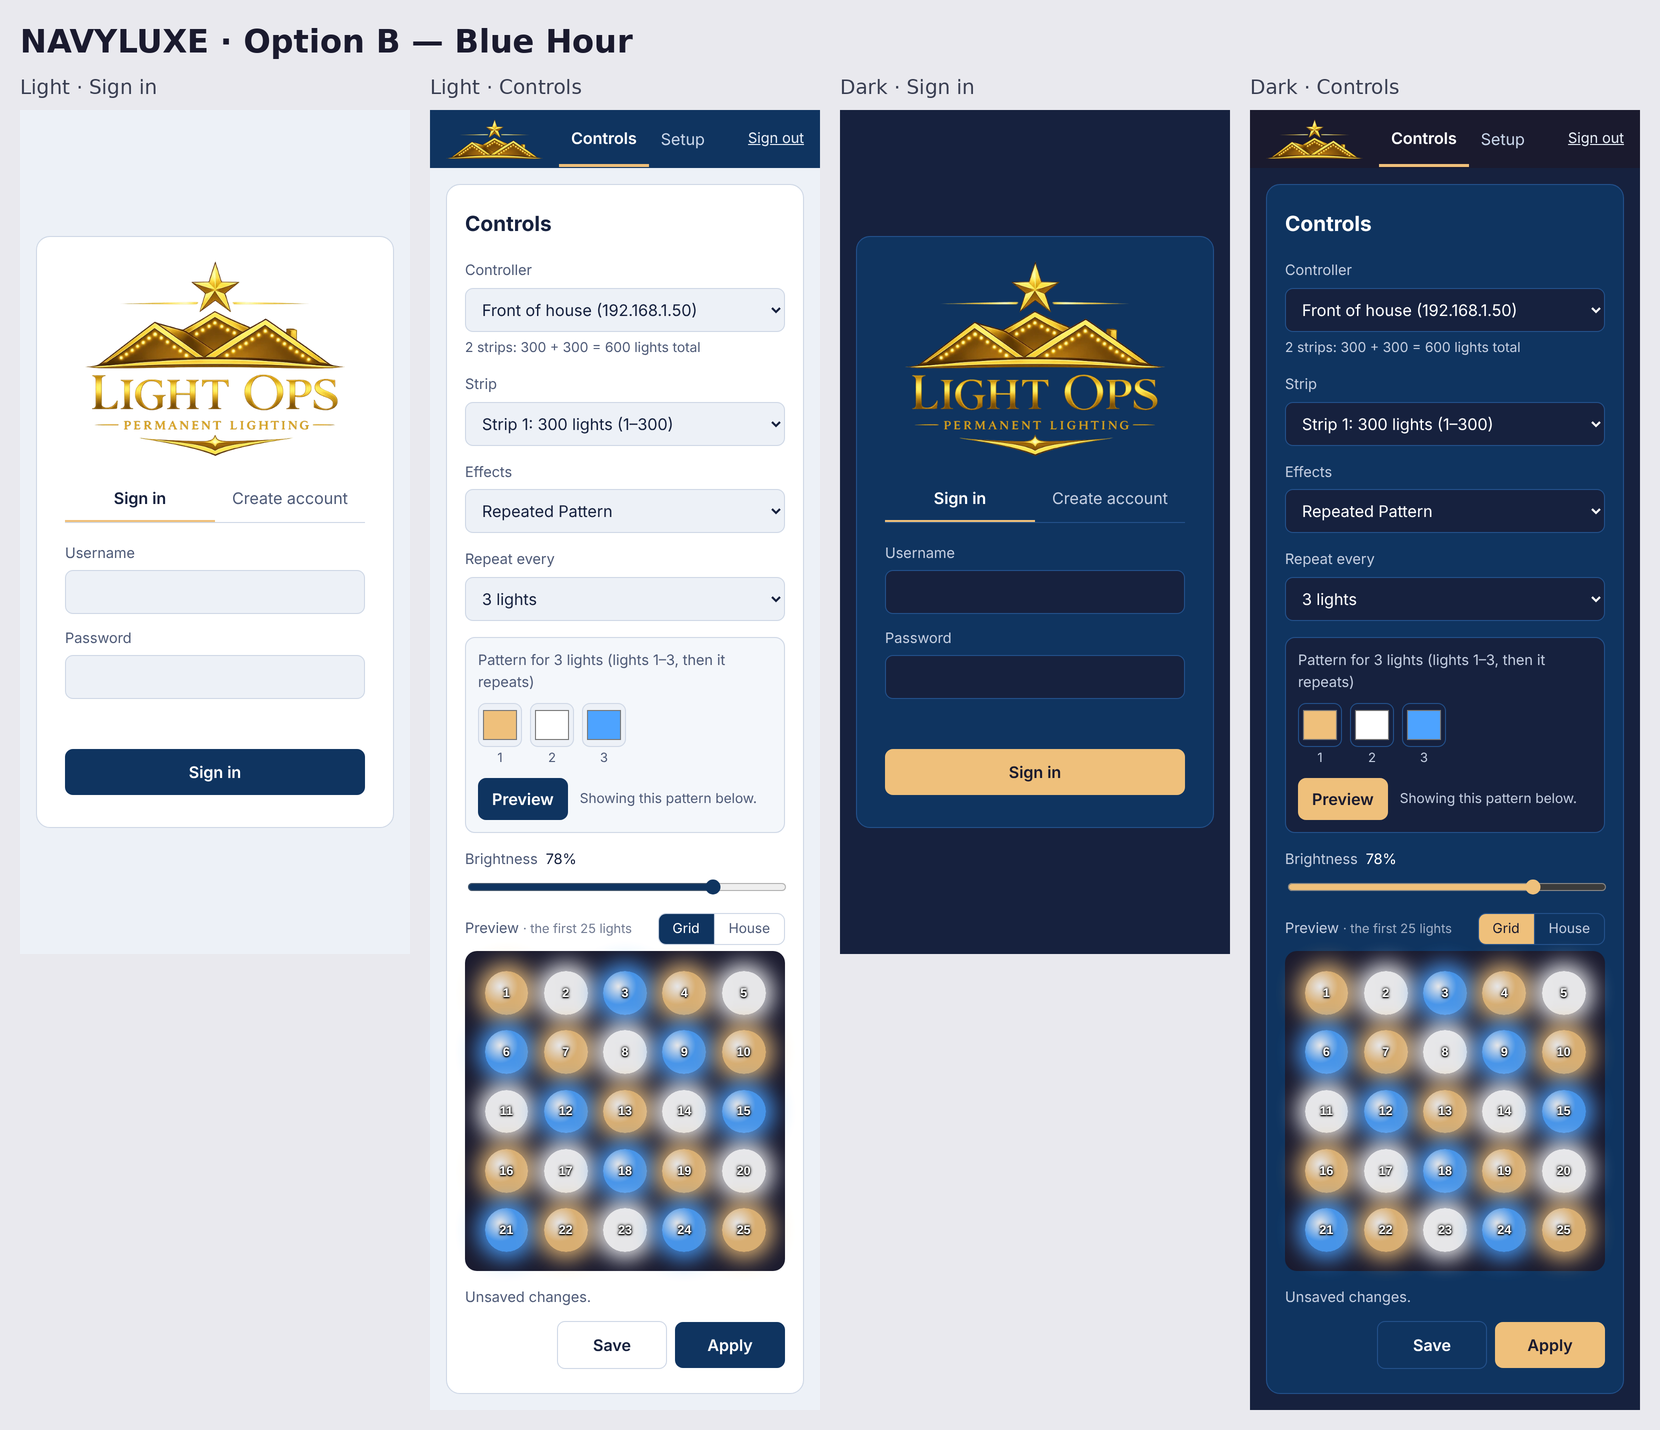 NAVYLUXE · Option B — Blue Hour
Light · Sign in
LIGHT OPS
PERMANENT LIGHTING
Sign in
Create account
Username
Password
Sign in
Light · Controls
Controls
Setup
Sign out
Controls
Controller
Front of house (192.168.1.50)
2 strips: 300 + 300 = 600 lights total
Strip
Strip 1: 300 lights (1–300)
Effects
Repeated Pattern
Repeat every
3 lights
Pattern for 3 lights (lights 1–3, then it
repeats)
1 2 3
Preview
Showing this pattern below.
Brightness 78%
Preview · the first 25 lights
Grid
House
1 2 3 4 5
6 7 8 9 10
11 12 13 14 15
16 17 18 19 20
21 22 23 24 25
Unsaved changes.
Save
Apply
Dark · Sign in
LIGHT OPS
PERMANENT LIGHTING
Sign in
Create account
Username
Password
Sign in
Dark · Controls
Controls
Setup
Sign out
Controls
Controller
Front of house (192.168.1.50)
2 strips: 300 + 300 = 600 lights total
Strip
Strip 1: 300 lights (1–300)
Effects
Repeated Pattern
Repeat every
3 lights
Pattern for 3 lights (lights 1–3, then it
repeats)
1 2 3
Preview
Showing this pattern below.
Brightness 78%
Preview · the first 25 lights
Grid
House
1 2 3 4 5
6 7 8 9 10
11 12 13 14 15
16 17 18 19 20
21 22 23 24 25
Unsaved changes.
Save
Apply